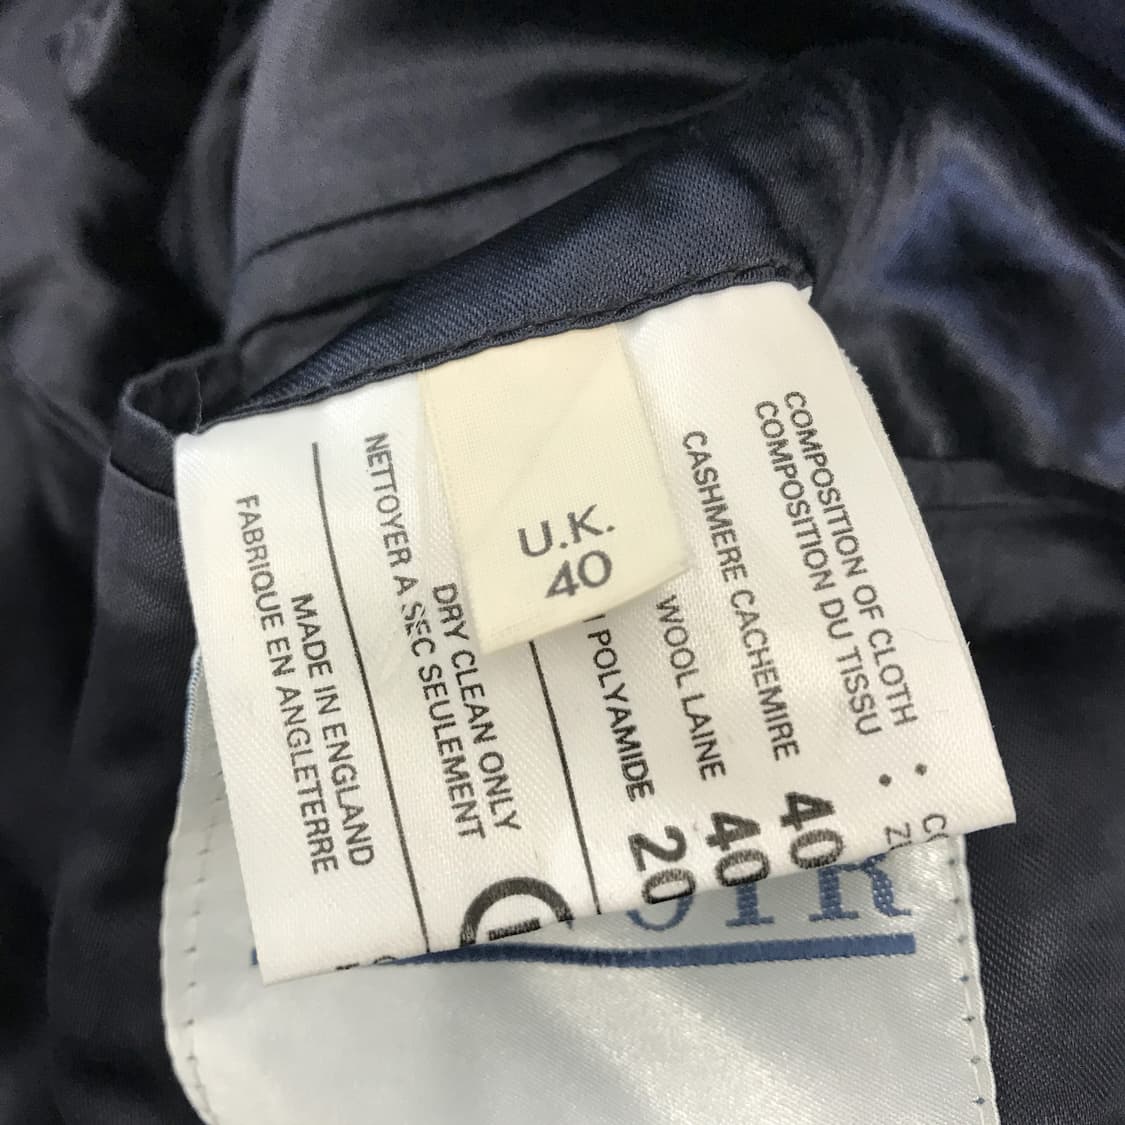 COMPOSITION OF CLOTH •
COMPOSITION DU TISSU •
CASHMERE CACHEMIRE 40
WOOL LAINE 40
POLYAMIDE 20
DRY CLEAN ONLY
NETTOYER A SEC SEULEMENT
MADE IN ENGLAND
FABRIQUE EN ANGLETERRE
U.K.
40